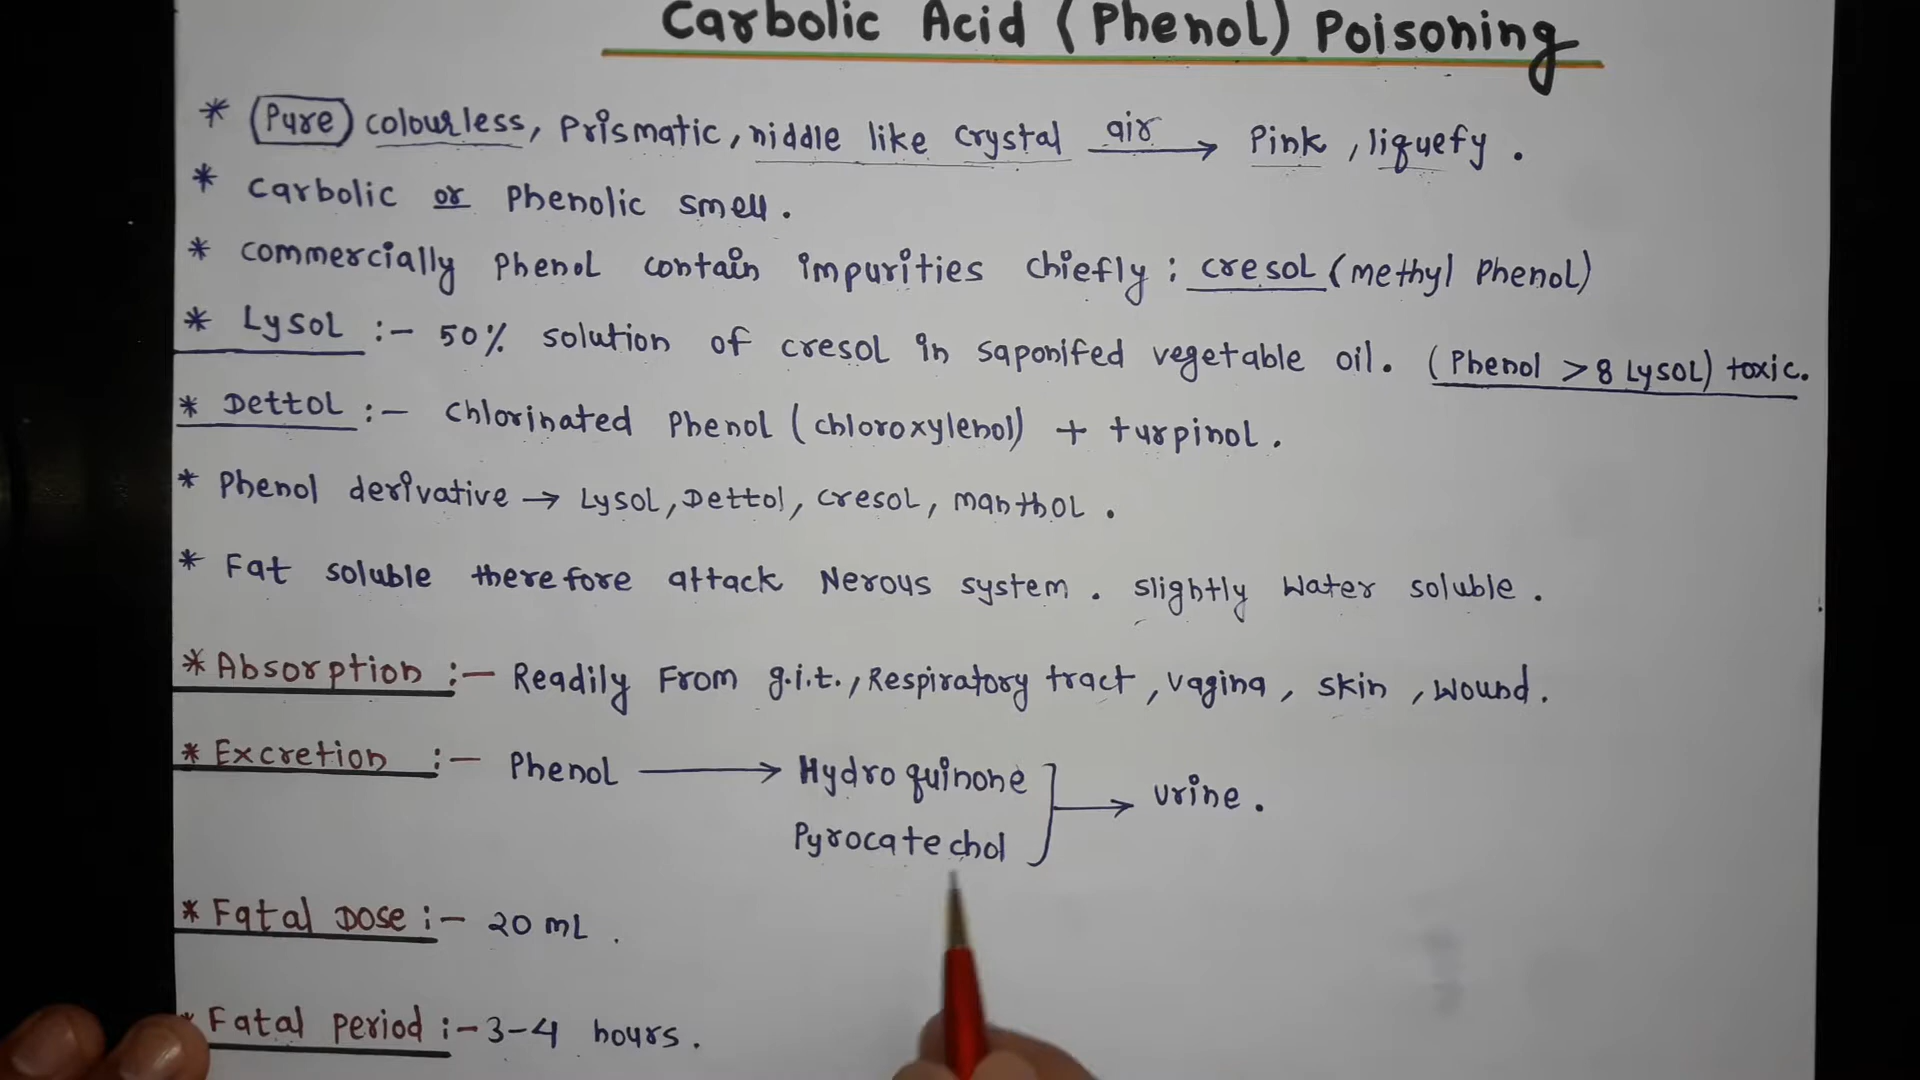 Carbolic Acid (Phenol) Poisoning
* Pure colourless, Prismatic, niddle like crystal air → Pink, liquefy.
* Carbolic or Phenolic smell.
* Commercially Phenol contain impurities chiefly : cresol (methyl Phenol)
* Lysol :- 50% solution of cresol in saponifed vegetable oil. (Phenol > 8 Lysol) toxic.
* Dettol :- Chlorinated Phenol (chloroxylenol) + turpinol.
* Phenol derivative → Lysol, Dettol, cresol, manthol.
* Fat soluble therefore attack Nerous system. slightly water soluble.
* Absorption :- Readily From g.i.t., Respiratory tract, vagina, skin, wound.
* Excretion :- Phenol → Hydroquinone
Pyrocatechol → urine.
* Fatal Dose :- 20 mL.
* Fatal Period :- 3-4 hours.